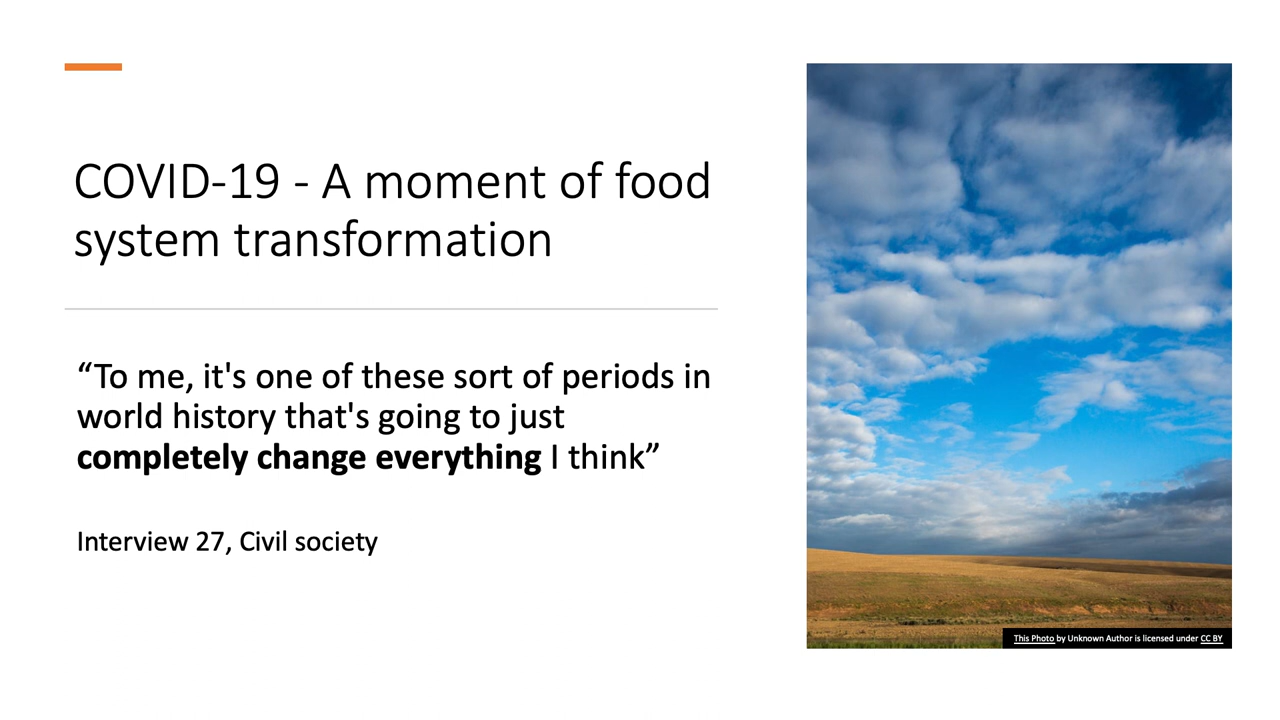 COVID-19 - A moment of food
system transformation
“To me, it's one of these sort of periods in
world history that's going to just
completely change everything I think”
Interview 27, Civil society
This Photo by Unknown Author is licensed under CC BY